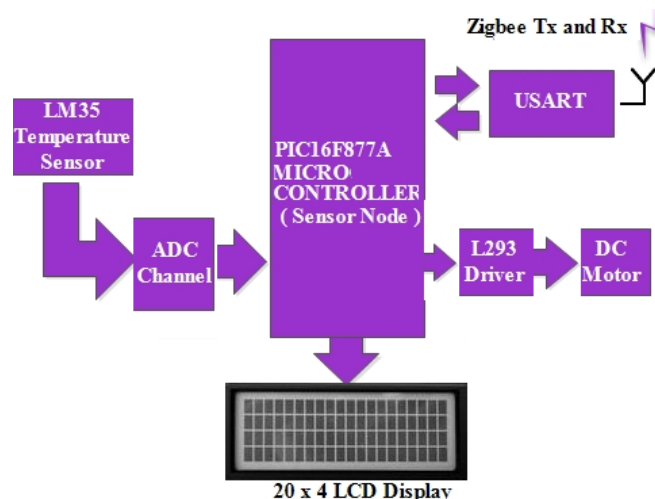 Zigbee Tx and Rx
USART
LM35
Temperature
Sensor
PIC16F877A
MICRO
CONTROLLER
( Sensor Node )
ADC
Channel
L293
Driver
DC
Motor
20 x 4 LCD Display